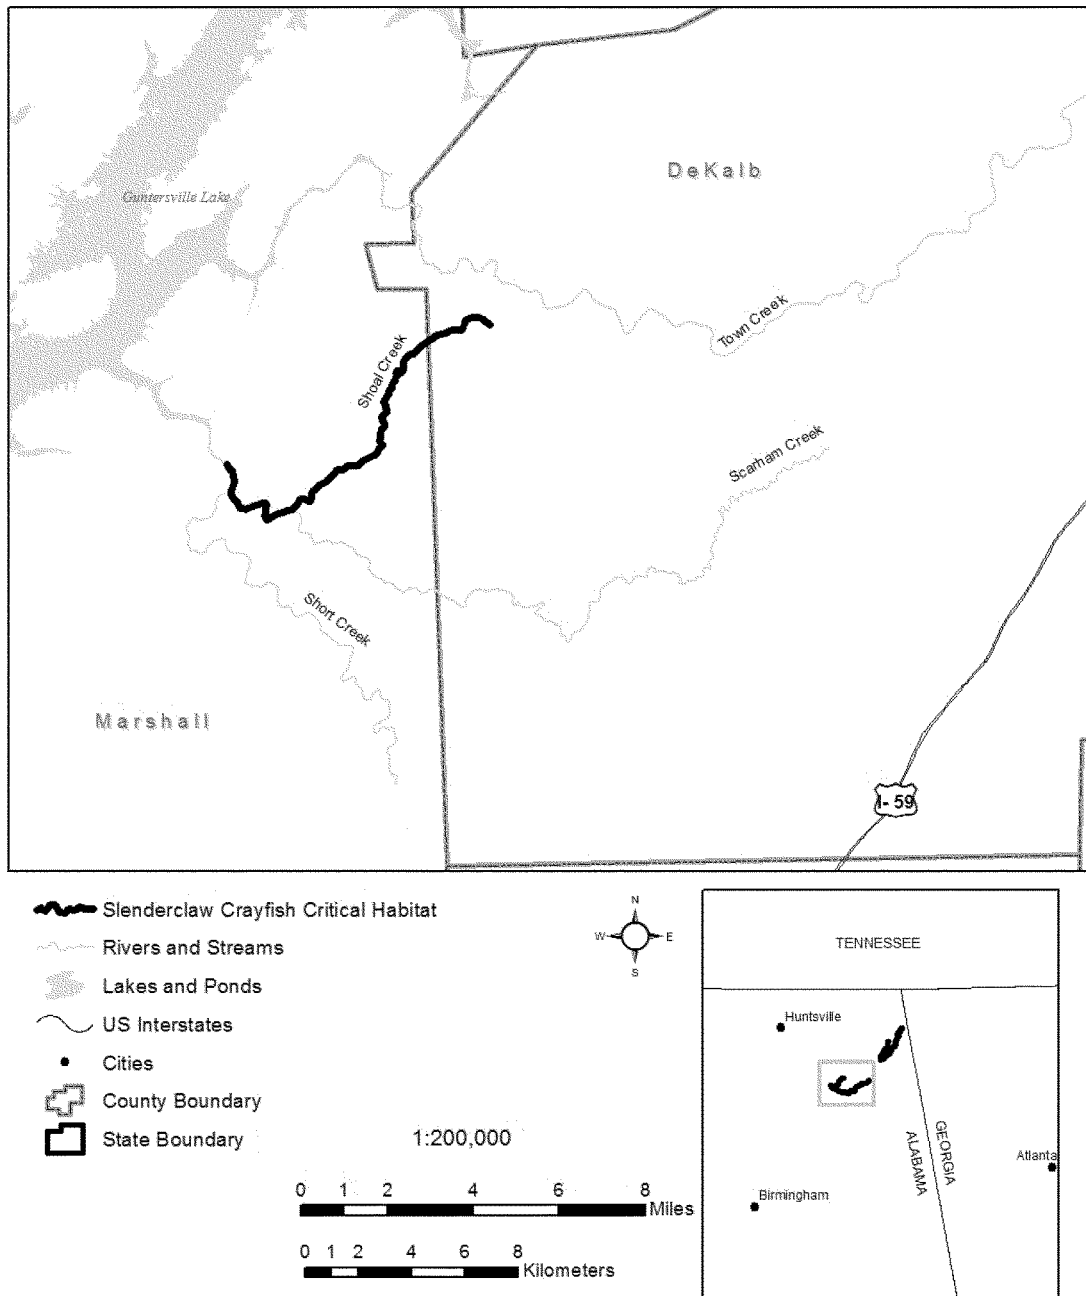 DeKalb
Guntersville Lake
Town Creek
Shoal Creek
Scarham Creek
Short Creek
Marshall
I- 59
Slenderclaw Crayfish Critical Habitat
Rivers and Streams
Lakes and Ponds
US Interstates
Cities
County Boundary
State Boundary
1:200,000
0 1 2 4 6 8 Miles
0 1 2 4 6 8 Kilometers
N
W E
S
TENNESSEE
Huntsville
GEORGIA
ALABAMA
Atlanta
Birmingham